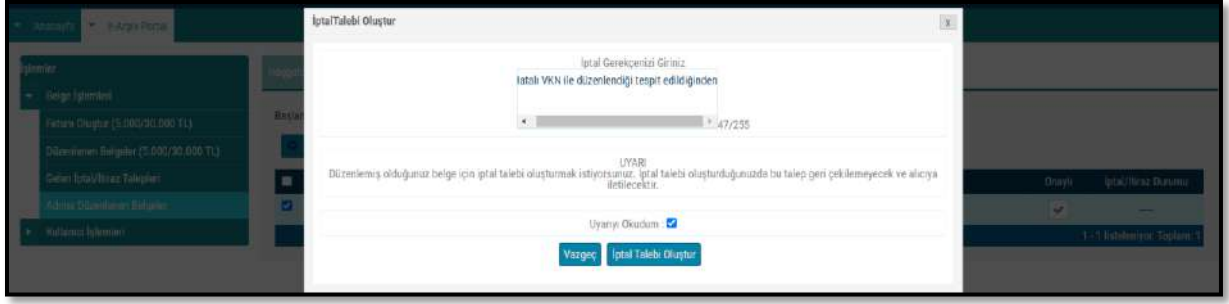 Anasayfa
e-Arşiv Portal
İptalTalebi Oluştur
x
İşlemler
Belge İşlemleri
Fatura Oluştur (5.000/30.000 TL)
Düzenlenen Belgeler (5.000/30.000 TL)
Gelen İptal/İtiraz Talepleri
Adıma Düzenlenen Belgeler
Kullanıcı İşlemleri
İptal Gerekçenizi Giriniz
latalı VKN ile düzenlendiği tespit edildiğinden
47/255
UYARI
Düzenlemiş olduğunuz belge için iptal talebi oluşturmak istiyorsunuz. İptal talebi oluşturduğunuzda bu talep geri çekilemeyecek ve alıcıya
iletilecektir.
Uyarıyı Okudum :
Vazgeç
İptal Talebi Oluştur
Onaylı
İptal/İtiraz Durumu
----
1 - 1 listeleniyor. Toplam: 1